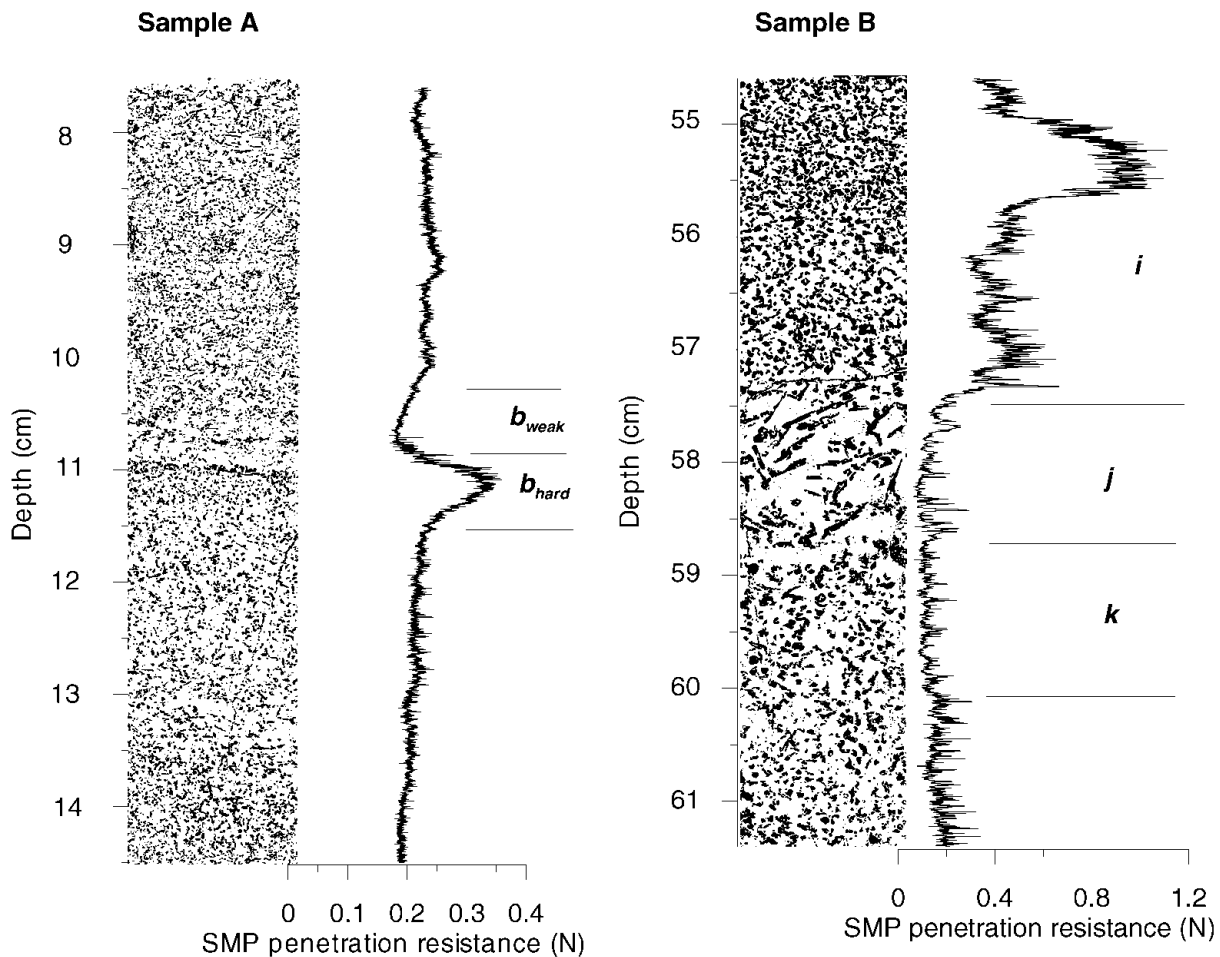 Sample A
8
9
10
11
12
13
14
Depth (cm)
b weak
b hard
0 0.1 0.2 0.3 0.4
SMP penetration resistance (N)
Sample B
55
56
57
58
59
60
61
Depth (cm)
i
j
k
0 0.4 0.8 1.2
SMP penetration resistance (N)